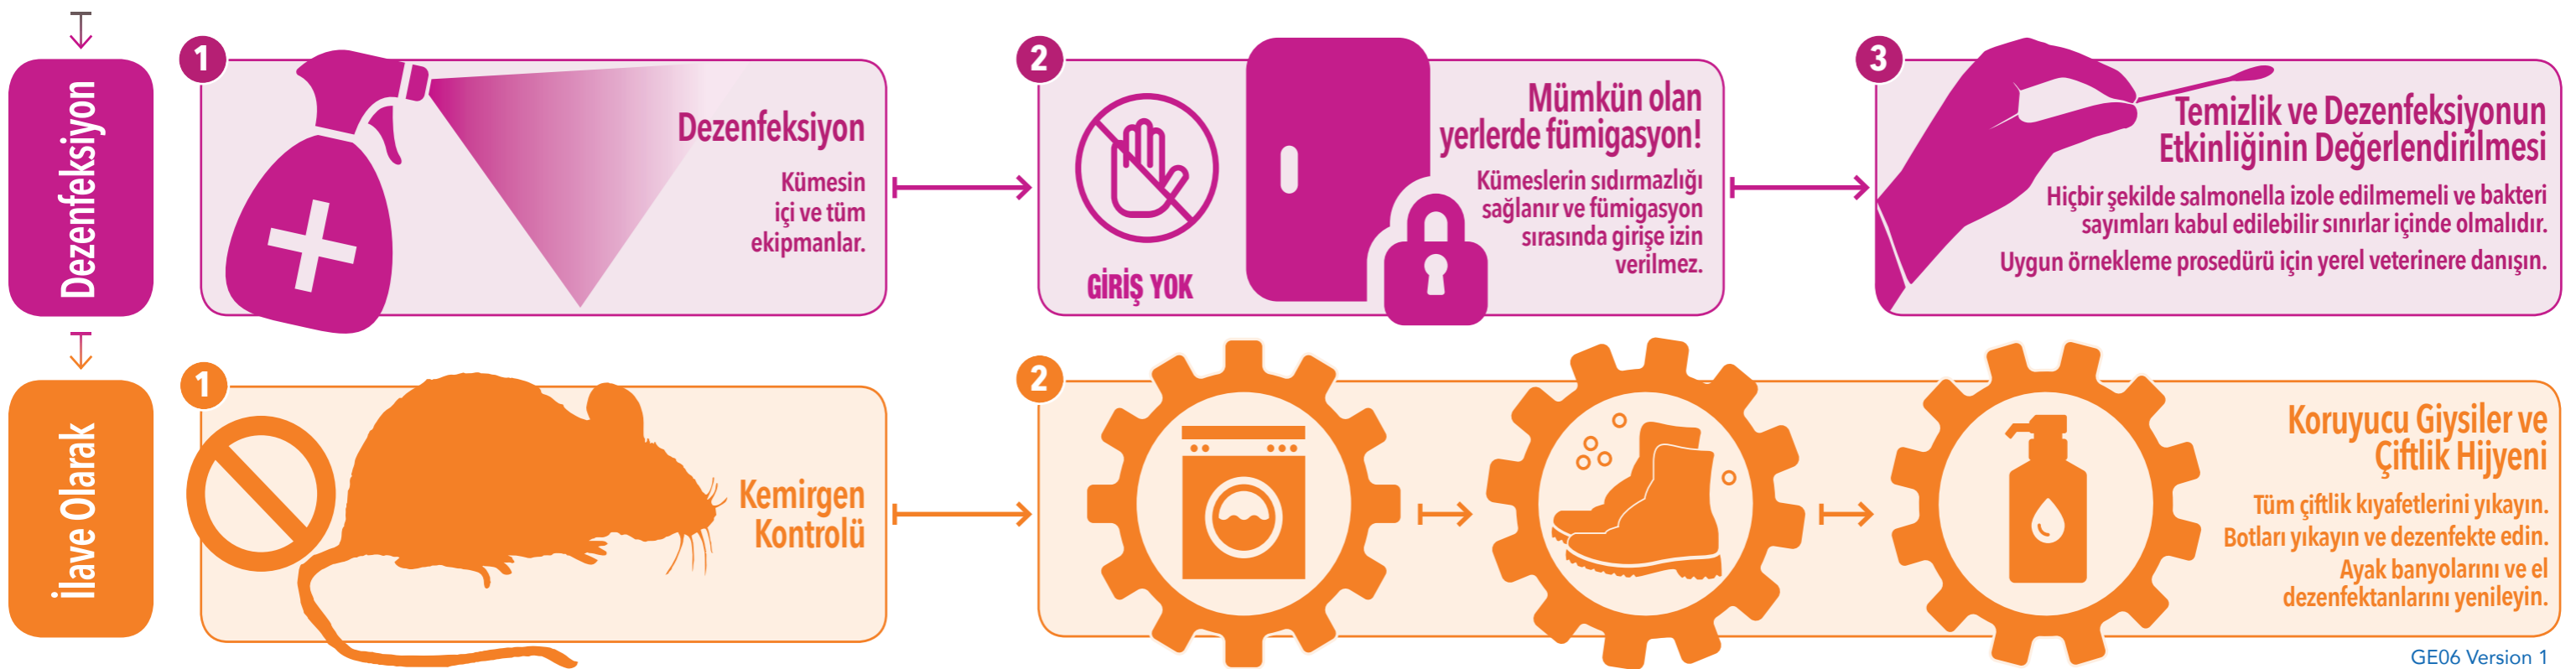 Dezenfeksiyon
1
Dezenfeksiyon
Kümesin
içi ve tüm
ekipmanlar.
2
GİRİŞ YOK
Mümkün olan
yerlerde fümigasyon!
Kümeslerin sıdırmazlığı
sağlanır ve fümigasyon
sırasında girişe izin
verilmez.
3
Temizlik ve Dezenfeksiyonun
Etkinliğinin Değerlendirilmesi
Hiçbir şekilde salmonella izole edilmemeli ve bakteri
sayımları kabul edilebilir sınırlar içinde olmalıdır.
Uygun örnekleme prosedürü için yerel veterinere danışın.
İlave Olarak
1
Kemirgen
Kontrolü
2
Koruyucu Giysiler ve
Çiftlik Hijyeni
Tüm çiftlik kıyafetlerini yıkayın.
Botları yıkayın ve dezenfekte edin.
Ayak banyolarını ve el
dezenfektanlarını yenileyin.
GE06 Version 1